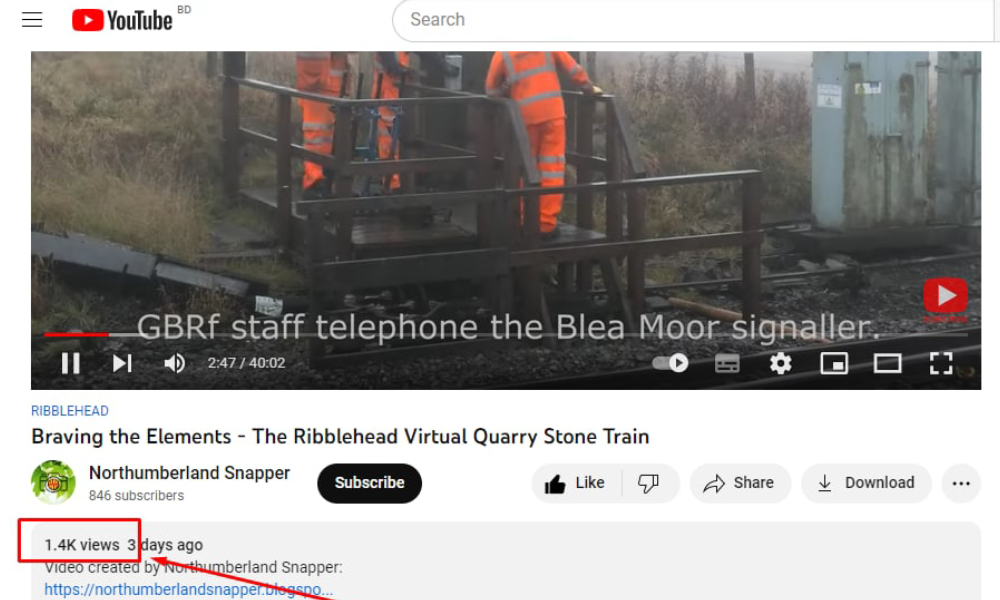 YouTube BD
Search
GBRf staff telephone the Blea Moor signaller.
2:47 / 40:02
RIBBLEHEAD
Braving the Elements - The Ribblehead Virtual Quarry Stone Train
Northumberland Snapper
846 subscribers
Subscribe
Like
Share
Download
1.4K views 3 days ago
Video created by Northumberland Snapper:
https://northumberlandsnapper.blogspo...